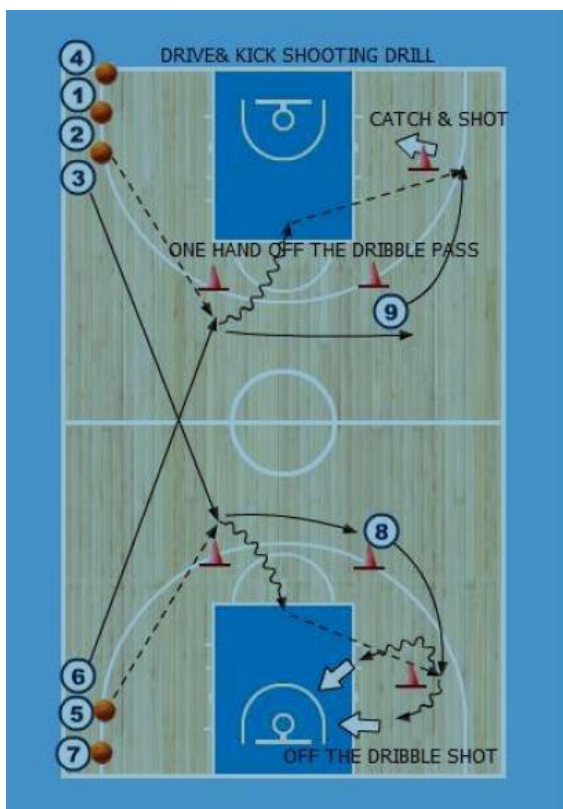 DRIVE& KICK SHOOTING DRILL
4
1
2
3
CATCH & SHOT
ONE HAND OFF THE DRIBBLE PASS
9
8
6
5
7
OFF THE DRIBBLE SHOT